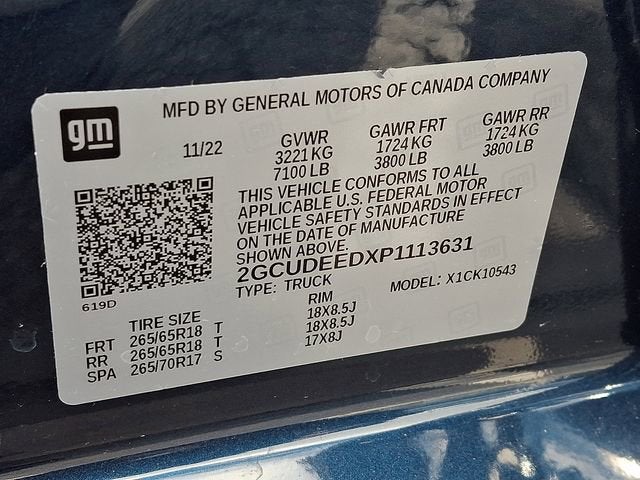 gm
MFD BY GENERAL MOTORS OF CANADA COMPANY
11/22
GVWR GAWR FRT GAWR RR
3221 KG 1724 KG 1724 KG
7100 LB 3800 LB 3800 LB
THIS VEHICLE CONFORMS TO ALL
APPLICABLE U.S. FEDERAL MOTOR
VEHICLE SAFETY STANDARDS IN EFFECT
ON THE DATE OF MANUFACTURE
SHOWN ABOVE.
2GCUDEEDXP1113631
TYPE: TRUCK MODEL: X1CK10543
619D
TIRE SIZE RIM
FRT 265/65R18 T 18X8.5J
RR 265/65R18 T 18X8.5J
SPA 265/70R17 S 17X8J